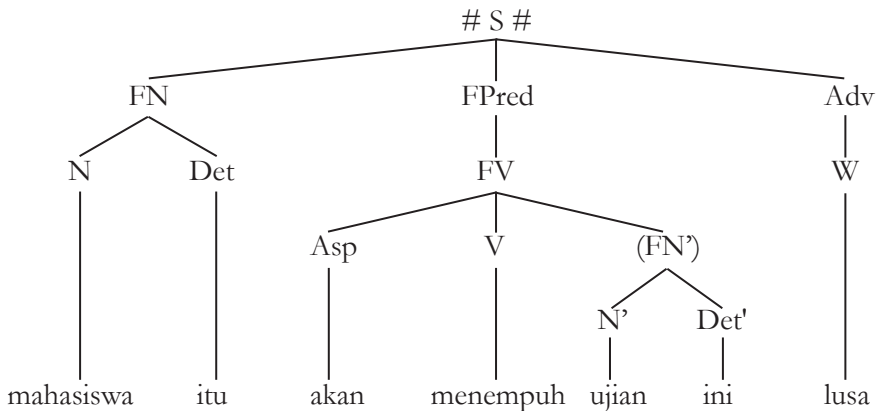 # S #
FN FPred Adv
N Det FV W
Asp V (FN’)
N’ Det'
mahasiswa itu akan menempuh ujian ini lusa